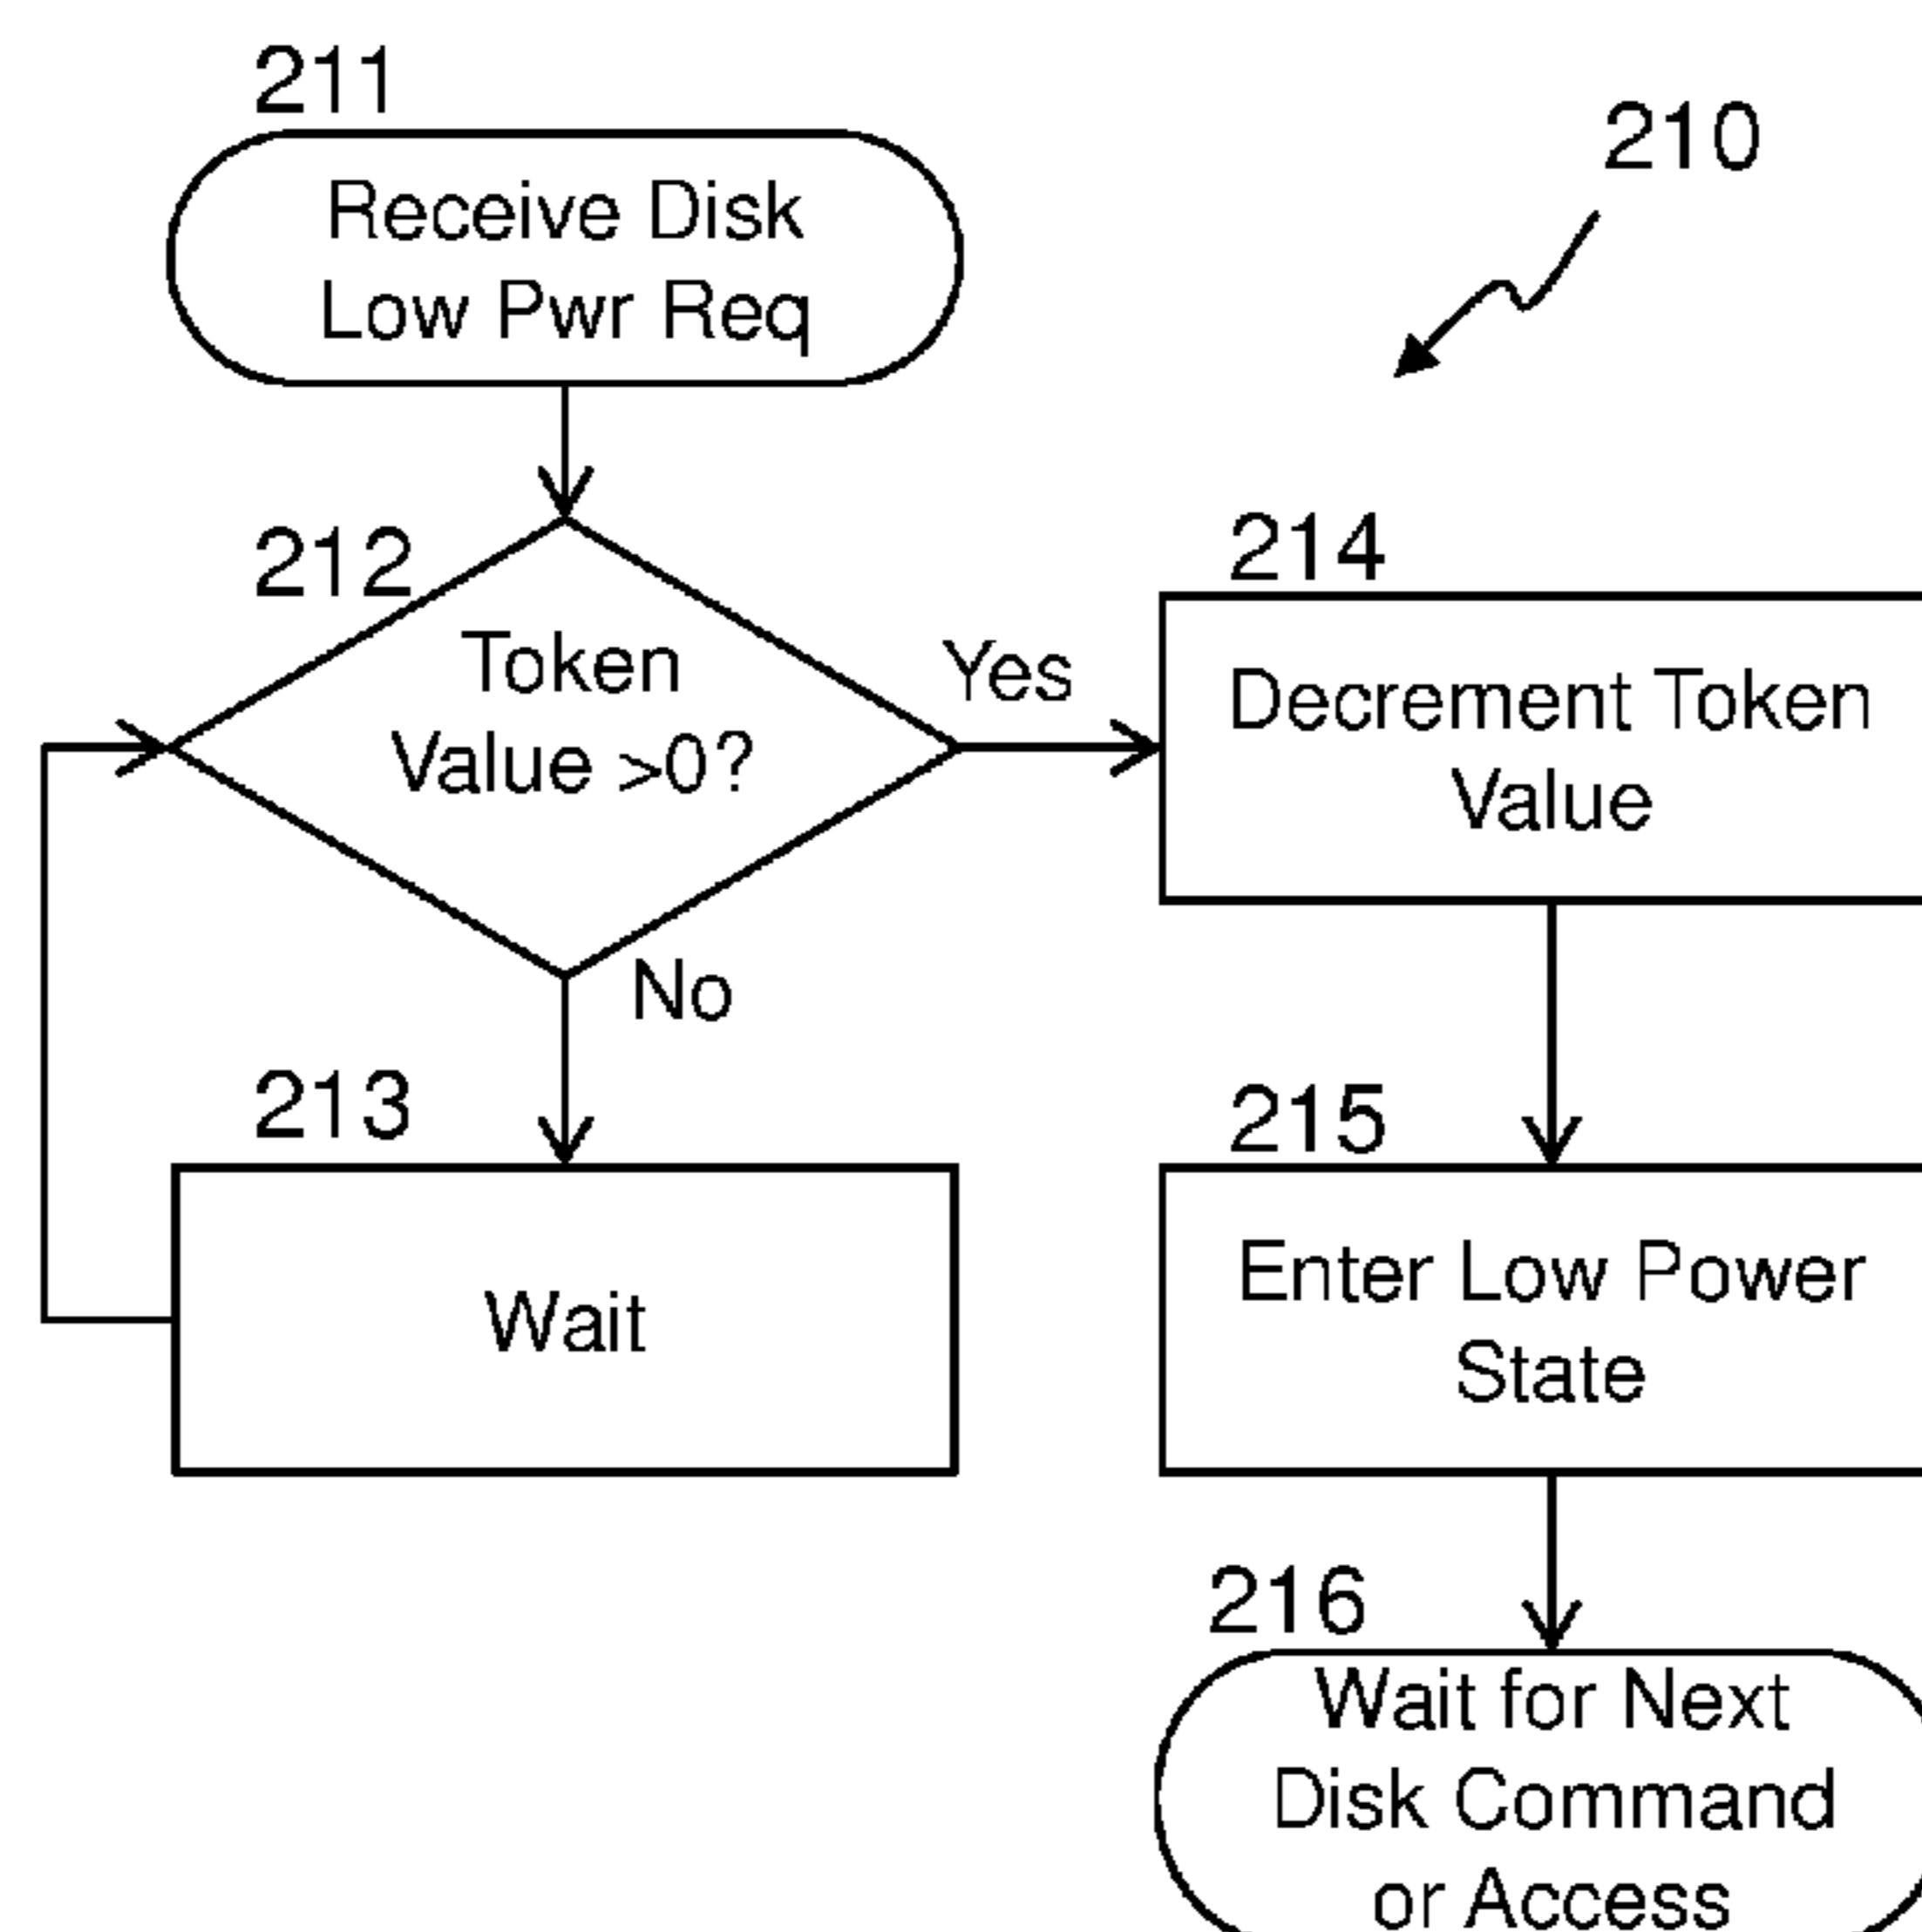 211
Receive Disk
Low Pwr Req
210
212
Token
Value >0?
Yes
No
213
Wait
214
Decrement Token
Value
215
Enter Low Power
State
216
Wait for Next
Disk Command
or Access